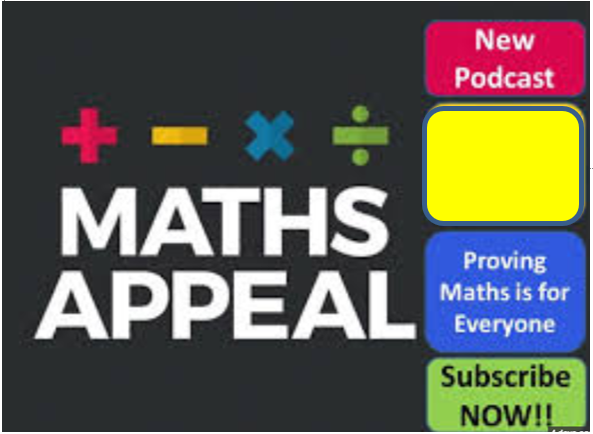 + − × ÷
MATHS
APPEAL
New
Podcast
Proving
Maths is for
Everyone
Subscribe
NOW!!